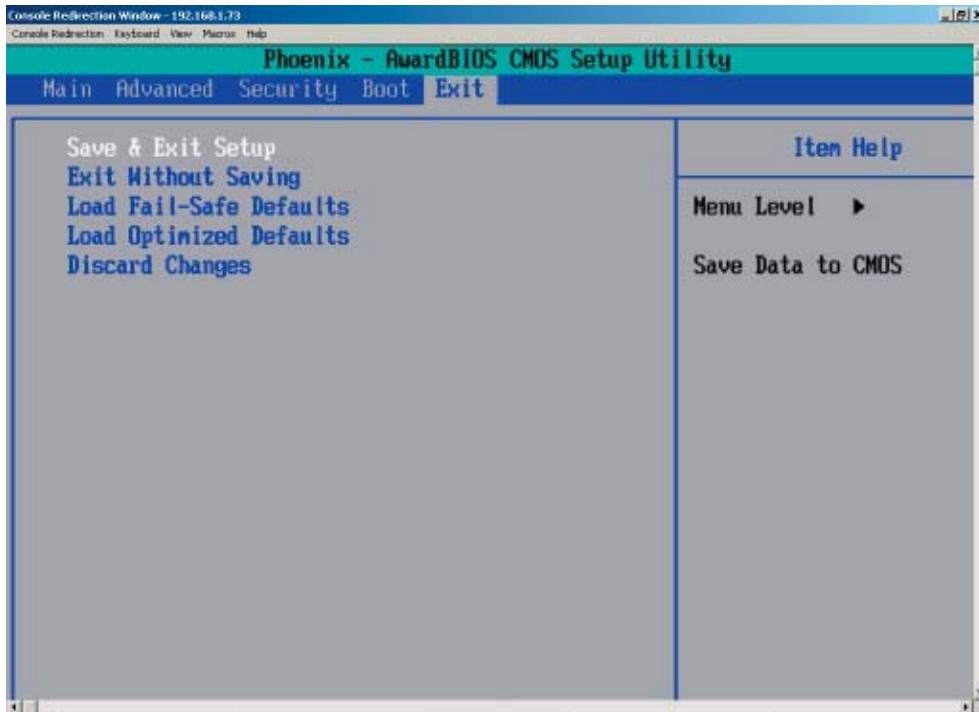 Console Redirection Window - 192.168.1.73
Console Redirection Keyboard View Macros Help
Phoenix - AwardBIOS CMOS Setup Utility
Main Advanced Security Boot Exit
Save & Exit Setup
Exit Without Saving
Load Fail-Safe Defaults
Load Optimized Defaults
Discard Changes
Item Help
Menu Level ►
Save Data to CMOS